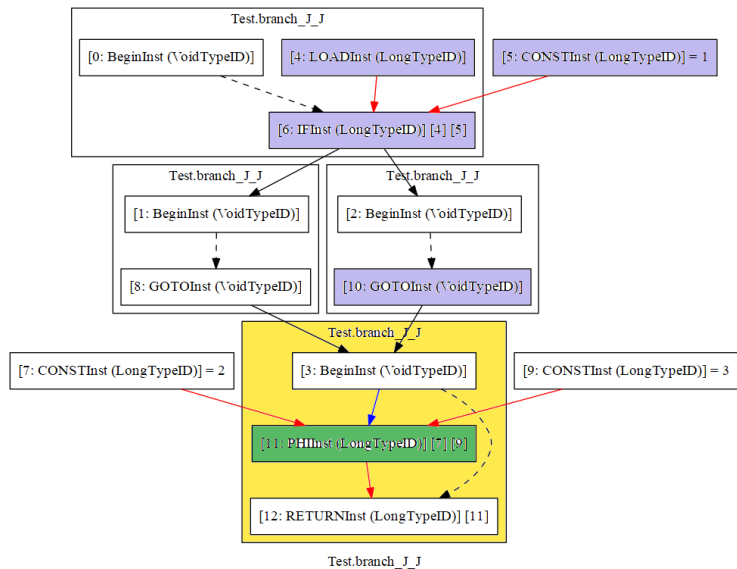 Test.branch_J_J
[0: BeginInst (VoidTypeID)]
[4: LOADInst (LongTypeID)]
[5: CONSTInst (LongTypeID)] = 1
[6: IFInst (LongTypeID)] [4] [5]
Test.branch_J_J
Test.branch_J_J
[1: BeginInst (VoidTypeID)]
[2: BeginInst (VoidTypeID)]
[8: GOTOInst (VoidTypeID)]
[10: GOTOInst (VoidTypeID)]
Test.branch_J_J
[7: CONSTInst (LongTypeID)] = 2
[3: BeginInst (VoidTypeID)]
[9: CONSTInst (LongTypeID)] = 3
[11: PHIInst (LongTypeID)] [7] [9]
[12: RETURNInst (LongTypeID)] [11]
Test.branch_J_J